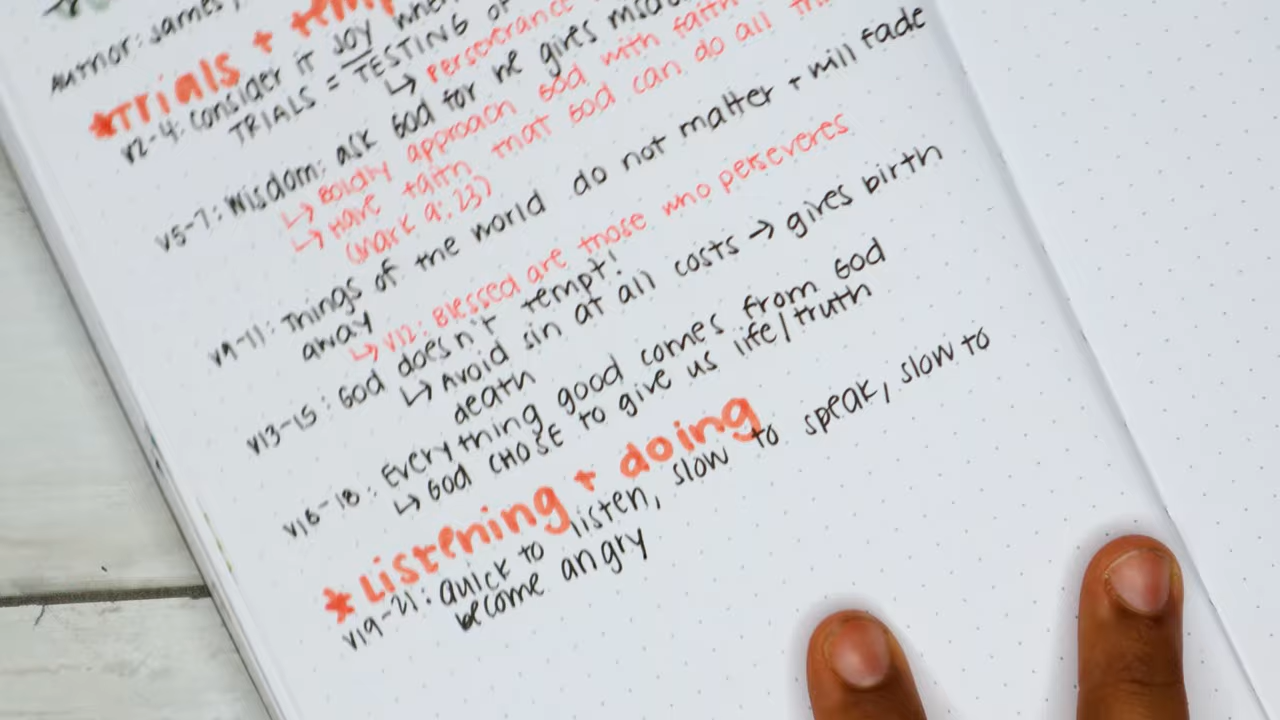 Author: James,
*Trials +
v2-4: Consider it JOY
TRIALS = TESTING OF
↳ Perseverance
v5-7: Wisdom: ask God for He gives
↳ Boldly approach God with faith
↳ Have faith that God can do all
(Mark 9:23)
v9-11: Things of the world do not matter + will fade
away
↳ v12: Blessed are those who perseveres
v13-15: God doesn't tempt!
↳ Avoid sin at all costs → gives birth
death
v16-18: Everything good comes from God
↳ God CHOSE to give us life/truth
*Listening + doing
v19-21: Quick to listen, slow to speak, slow to
become angry